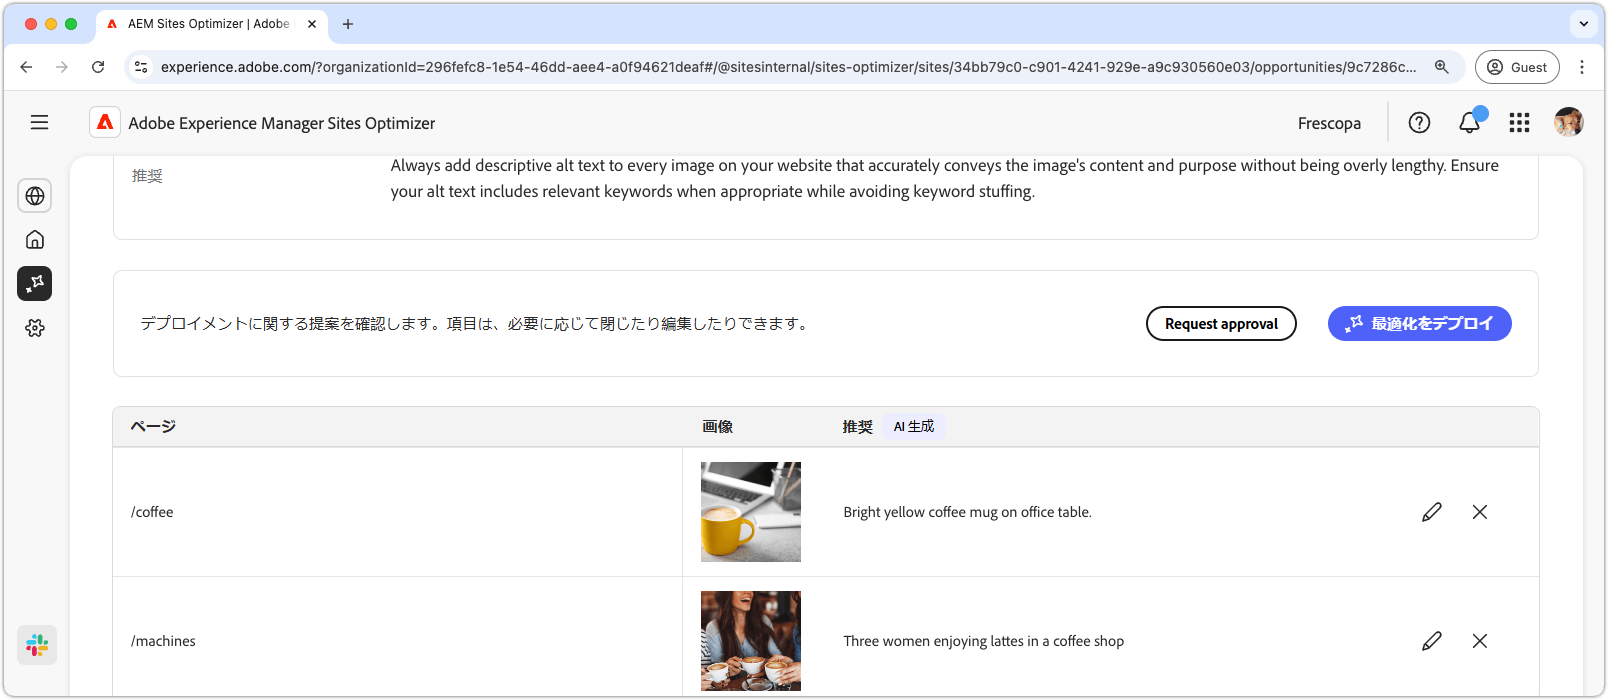 AEM Sites Optimizer | Adobe
experience.adobe.com/?organizationId=296fefc8-1e54-46dd-aee4-a0f94621deaf#/@sitesinternal/sites-optimizer/sites/34bb79c0-c901-4241-929e-a9c930560e03/opportunities/9c7286c...
Guest
Adobe Experience Manager Sites Optimizer
Frescopa
推奨
Always add descriptive alt text to every image on your website that accurately conveys the image's content and purpose without being overly lengthy. Ensure
your alt text includes relevant keywords when appropriate while avoiding keyword stuffing.
デプロイメントに関する提案を確認します。項目は、必要に応じて閉じたり編集したりできます。
Request approval
最適化をデプロイ
ページ
画像
推奨
AI 生成
/coffee
Bright yellow coffee mug on office table.
/machines
Three women enjoying lattes in a coffee shop